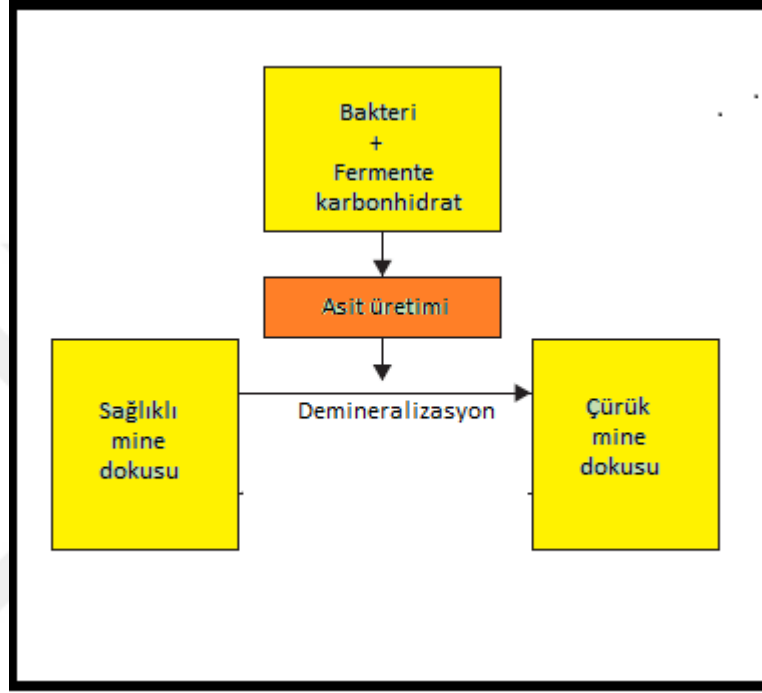 Bakteri
+
Fermente
karbonhidrat
Asit üretimi
Sağlıklı
mine
dokusu
Demineralizasyon
Çürük
mine
dokusu